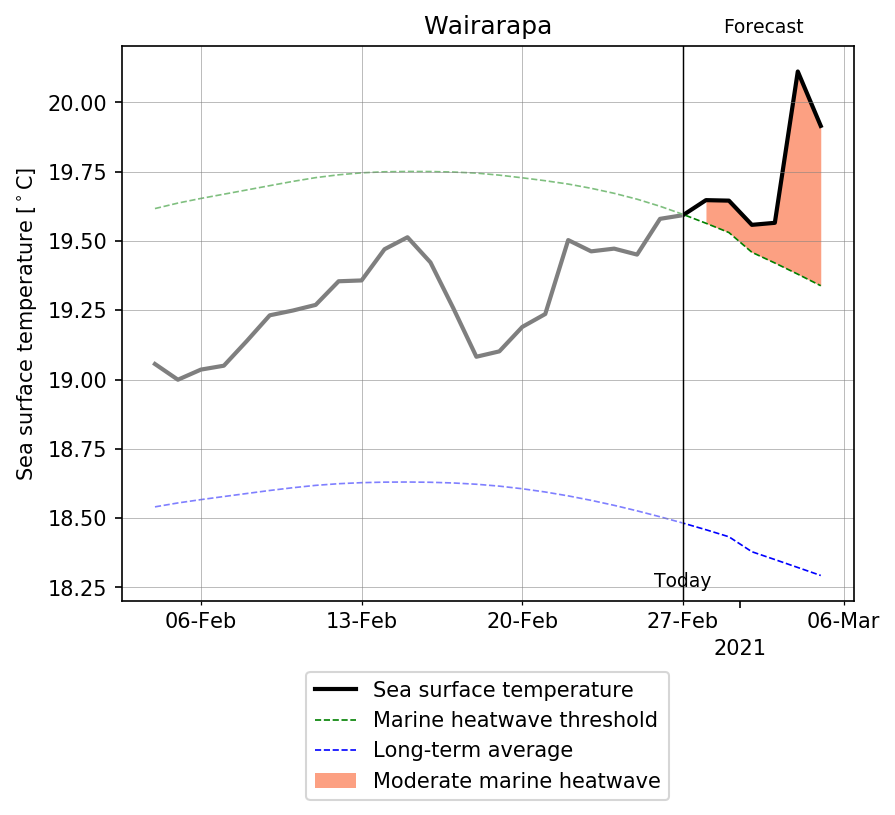 Wairarapa
Forecast
Sea surface temperature [°C]
20.00
19.75
19.50
19.25
19.00
18.75
18.50
18.25
Today
06-Feb
13-Feb
20-Feb
27-Feb
06-Mar
2021
Sea surface temperature
Marine heatwave threshold
Long-term average
Moderate marine heatwave